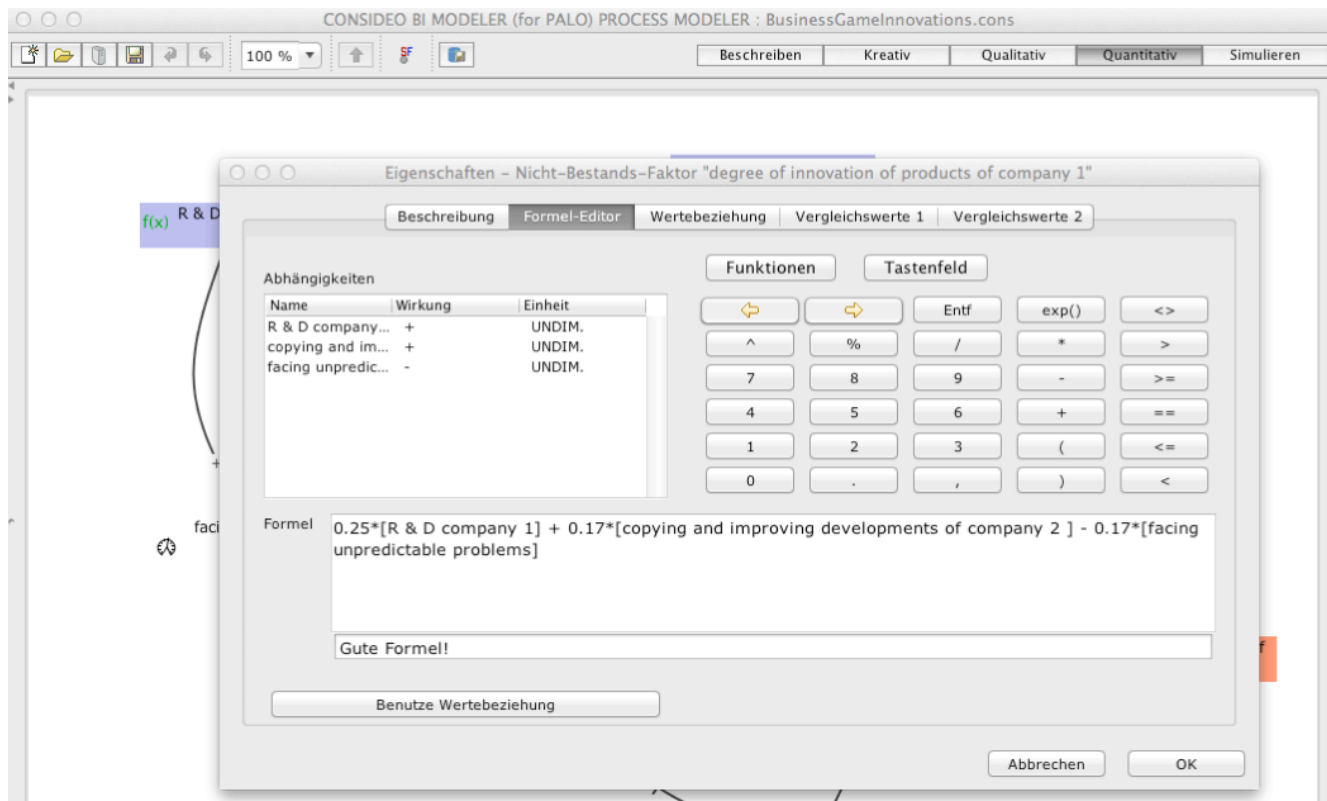 CONSIDEO BI MODELER (for PALO) PROCESS MODELER : BusinessGameInnovations.cons
100 %
SF
Beschreiben Kreativ Qualitativ Quantitativ Simulieren
Eigenschaften – Nicht-Bestands-Faktor "degree of innovation of products of company 1"
f(x) R & D
Beschreibung Formel-Editor Wertebeziehung Vergleichswerte 1 Vergleichswerte 2
Funktionen Tastenfeld
Abhängigkeiten
Name Wirkung Einheit
R & D company... + UNDIM.
copying and im... + UNDIM.
facing unpredic... - UNDIM.
Entf exp() <>
^ % / * >
7 8 9 - >=
4 5 6 + ==
1 2 3 ( <=
0 . , ) <
+
faci
Formel
0.25*[R & D company 1] + 0.17*[copying and improving developments of company 2 ] - 0.17*[facing
unpredictable problems]
Gute Formel!
f
Benutze Wertebeziehung
Abbrechen OK